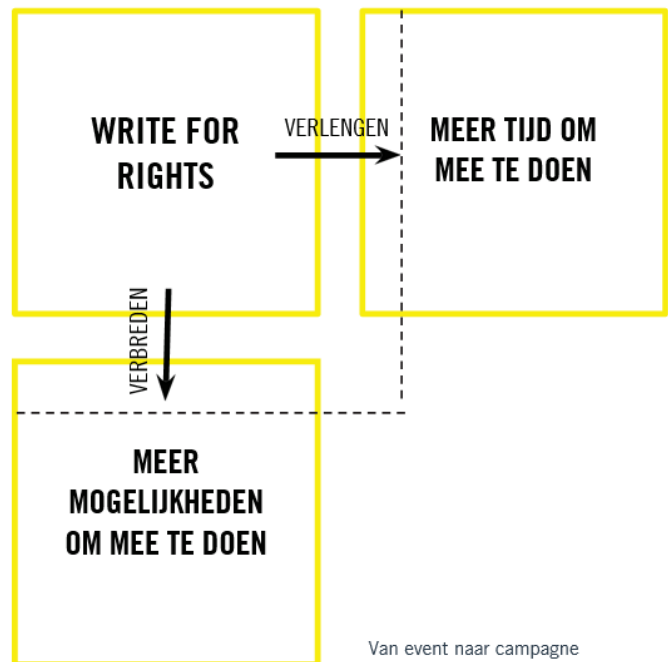 WRITE FOR
RIGHTS
VERLENGEN
MEER TIJD OM
MEE TE DOEN
VERBREDEN
MEER
MOGELIJKHEDEN
OM MEE TE DOEN
Van event naar campagne